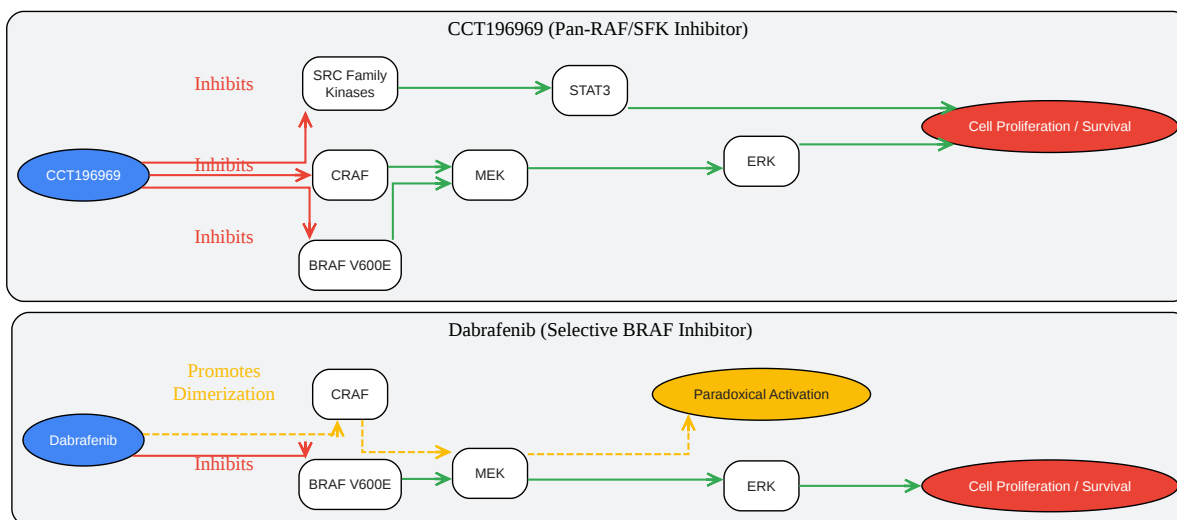 CCT196969 (Pan-RAF/SFK Inhibitor)
Inhibits
SRC Family
Kinases
STAT3
Cell Proliferation / Survival
CCT196969
Inhibits
CRAF
MEK
ERK
Inhibits
BRAF V600E
Dabrafenib (Selective BRAF Inhibitor)
Promotes
Dimerization
CRAF
Paradoxical Activation
Dabrafenib
Inhibits
BRAF V600E
MEK
ERK
Cell Proliferation / Survival